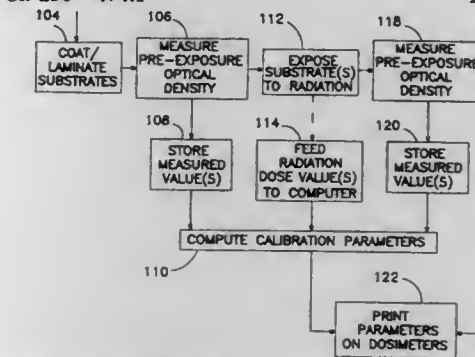 104
COAT/
LAMINATE
SUBSTRATES
106
MEASURE
PRE-EXPOSURE
OPTICAL
DENSITY
112
EXPOSE
SUBSTRATE(S)
TO RADIATION
118
MEASURE
PRE-EXPOSURE
OPTICAL
DENSITY
108
STORE
MEASURED
VALUE(S)
114
FEED
RADIATION
DOSE VALUE(S)
TO COMPUTER
120
STORE
MEASURED
VALUE(S)
COMPUTE CALIBRATION PARAMETERS
110
122
PRINT
PARAMETERS
ON DOSIMETERS